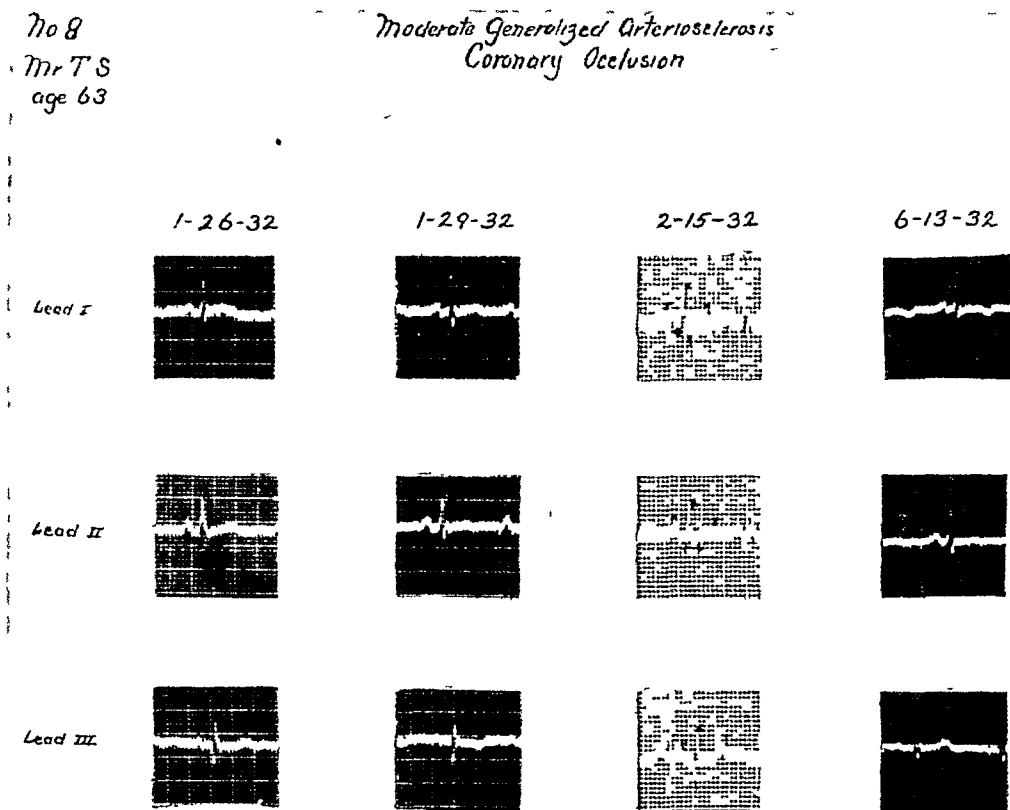 No 8
Mr T S
age 63
Moderate Generalized Arteriosclerosis
Coronary Occlusion
1-26-32
1-29-32
2-15-32
6-13-32
Lead I
Lead II
Lead III